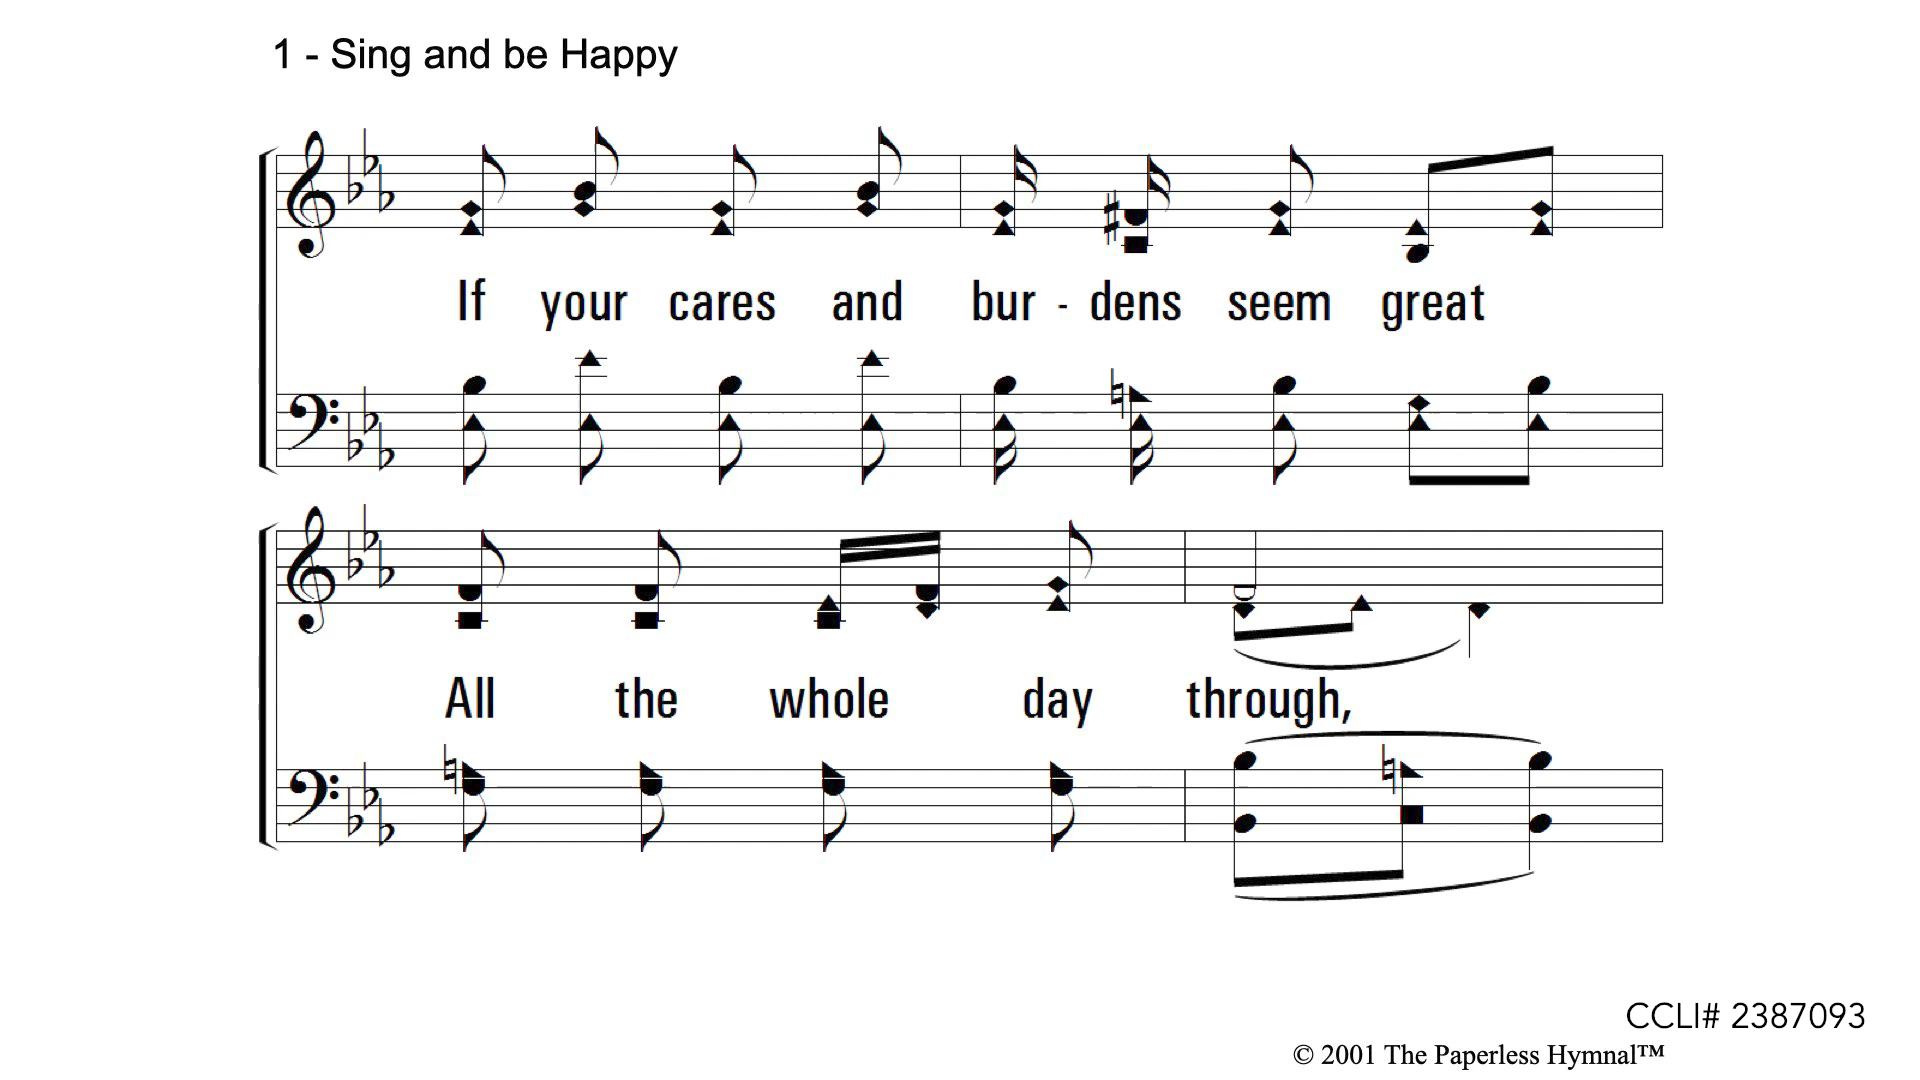 1 - Sing and be Happy
If your cares and bur - dens seem great
All the whole day through,
CCLI# 2387093
© 2001 The Paperless Hymnal™